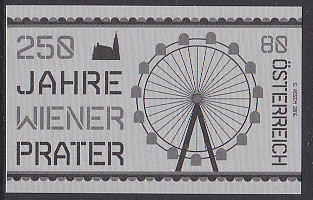 250
JAHRE
WIENER
PRATER
80
ÖSTERREICH